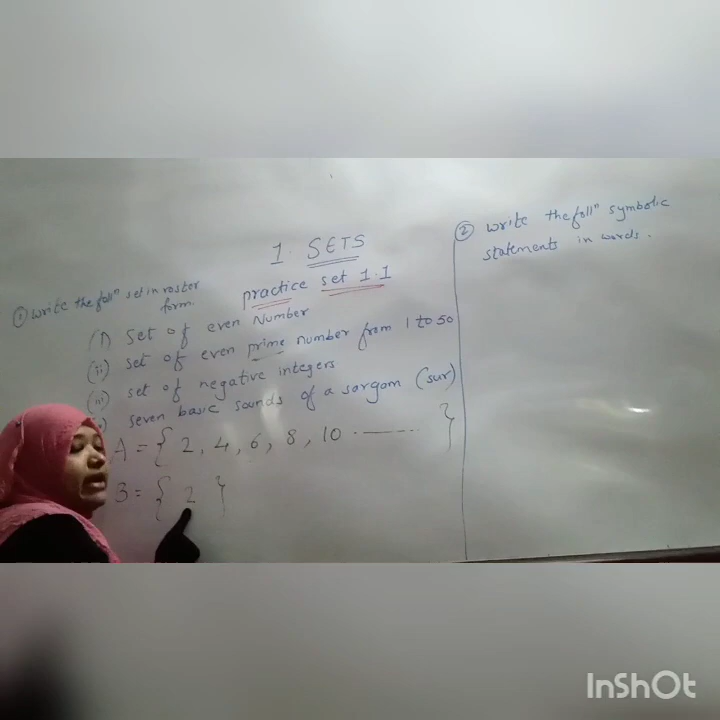 1. SETS
practice set 1.1
① write the follⁿ set in roster
form.
(i) set of even Number
(ii) set of even prime number from 1 to 50
(iii) set of negative integers
) seven basic sounds of a sargam (sur)
A = { 2, 4, 6, 8, 10 ....... }
B = { 2 }
② write the follⁿ symbolic
statements in words.
InShOt